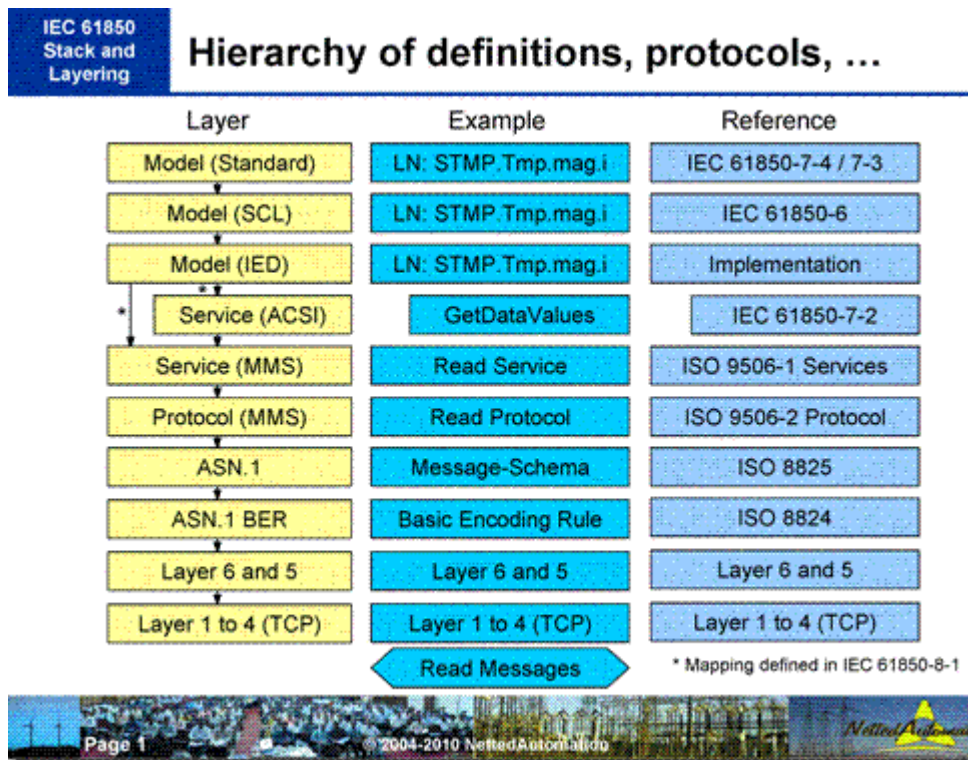 IEC 61850
Stack and
Layering
Hierarchy of definitions, protocols, …
Layer Example Reference
Model (Standard) LN: STMP.Tmp.mag.i IEC 61850-7-4 / 7-3
Model (SCL) LN: STMP.Tmp.mag.i IEC 61850-6
Model (IED) LN: STMP.Tmp.mag.i Implementation
* *
Service (ACSI) GetDataValues IEC 61850-7-2
Service (MMS) Read Service ISO 9506-1 Services
Protocol (MMS) Read Protocol ISO 9506-2 Protocol
ASN.1 Message-Schema ISO 8825
ASN.1 BER Basic Encoding Rule ISO 8824
Layer 6 and 5 Layer 6 and 5 Layer 6 and 5
Layer 1 to 4 (TCP) Layer 1 to 4 (TCP) Layer 1 to 4 (TCP)
Read Messages * Mapping defined in IEC 61850-8-1
Page 1 © 2004-2010 NettedAutomation